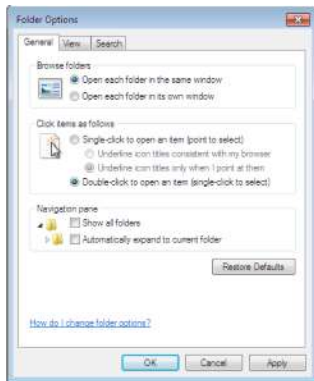 Folder Options
General View Search
Browse folders
Open each folder in the same window
Open each folder in its own window
Click items as follows
Single-click to open an item (point to select)
Underline icon titles consistent with my browser
Underline icon titles only when I point at them
Double-click to open an item (single-click to select)
Navigation pane
Show all folders
Automatically expand to current folder
Restore Defaults
How do I change folder options?
OK Cancel Apply